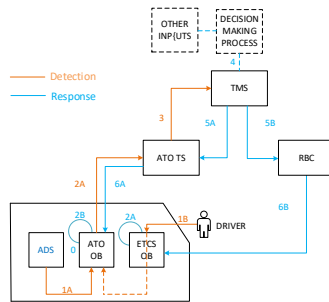 OTHER
INP(UTS
DECISION
MAKING
PROCESS
4
Detection
Response
TMS
3
5A
5B
ATO TS
RBC
2A
6A
6B
2B
2A
1B
DRIVER
0
ADS
ATO
OB
ETCS
OB
1A